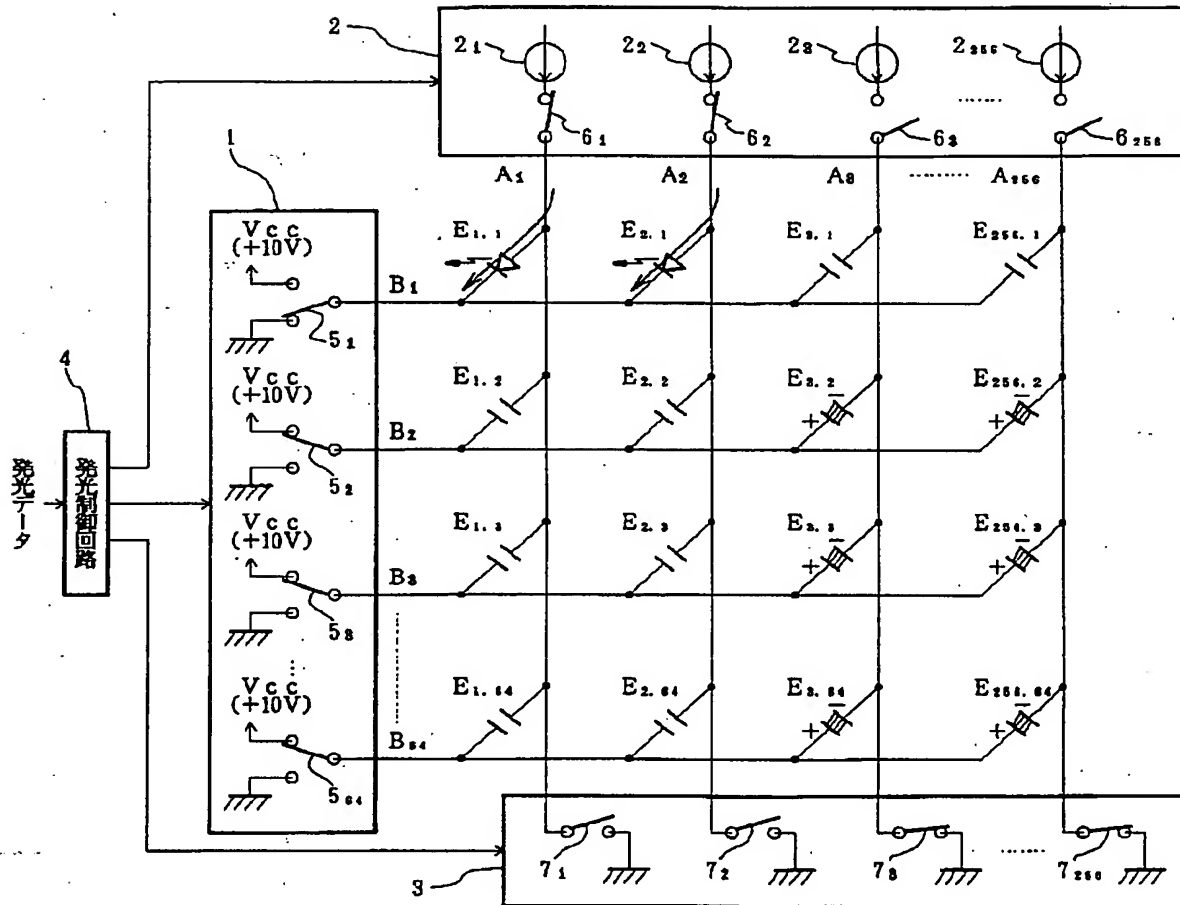 2
2₁
2₂
2₃
2₂₅₆
........
6₁
6₂
6₃
6₂₅₆
1
A₁
A₂
A₃
........
A₂₅₆
Vcc
(+10V)
5₁
B₁
E₁.₁
E₂.₁
E₃.₁
E₂₅₆.₁
Vcc
(+10V)
5₂
B₂
E₁.₂
E₂.₂
E₃.₂
E₂₅₆.₂
+
−
+
−
4
発光データ
発光制御回路
Vcc
(+10V)
5₃
B₃
E₁.₃
E₂.₃
E₃.₃
E₂₅₆.₃
+
−
+
−
Vcc
(+10V)
5₆₄
B₆₄
E₁.₆₄
E₂.₆₄
E₃.₆₄
E₂₅₆.₆₄
+
−
+
−
3
7₁
7₂
7₃
........
7₂₅₆